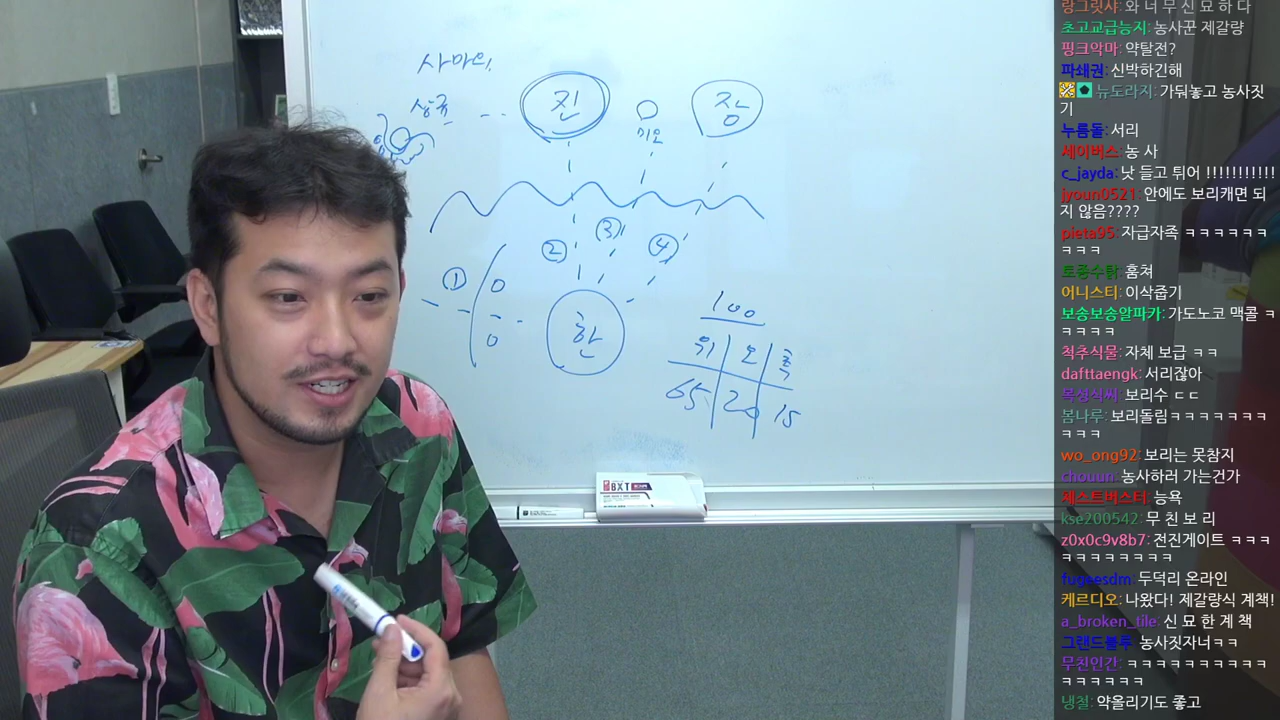 사마의,
상규
진
미오
장
①
②
③
④
한
100
위 오 촉
65 20 15
BXT
랑그릿사: 와 너 무 신 묘 하 다
초고교급능지: 농사꾼 제갈량
핑크악마: 약탈전?
파쇄권: 신박하긴해
뉴도라지: 가둬놓고 농사짓
기
누름돌: 서리
세이버스: 농 사
c_jayda: 낫 들고 튀어 !!!!!!!!!!!
jyoun0521: 안에도 보리캐면 되
지 않음????
pieta95: 자급자족 ㅋㅋㅋㅋㅋㅋ
ㅋㅋㅋㅋ
토종수탉: 훔쳐
어니스티: 이삭줍기
보송보송알파카: 가도노코 맥콜 ㅋ
ㅋㅋㅋㅋ
척추식물: 자체 보급 ㅋㅋ
dafttaengk: 서리잖아
복성식씨: 보리수 ㄷㄷ
봄나루: 보리돌림ㅋㅋㅋㅋㅋㅋㅋ
ㅋㅋㅋㅋ
wo_ong92: 보리는 못참지
chouun: 농사하러 가는건가
제스트버스터: 능욕
kse200542: 무 친 보 리
z0x0c9v8b7: 전진게이트 ㅋㅋㅋ
ㅋㅋㅋㅋㅋㅋㅋㅋㅋ
fugeesdm: 두덕리 온라인
케르디오: 나왔다! 제갈량식 계책!
a_broken_tile: 신 묘 한 계 책
그랜드블루: 농사짓자너ㅋㅋ
무친인간: ㅋㅋㅋㅋㅋㅋㅋㅋㅋㅋㅋ
ㅋㅋㅋㅋㅋㅋ
냉철: 약올리기도 좋고